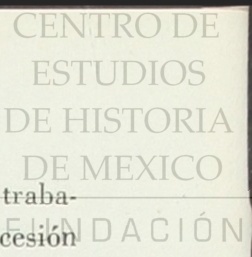 CENTRO DE
ESTUDIOS
DE HISTORIA
DE MEXICO
traba-
FUNDACIÓN
cesión